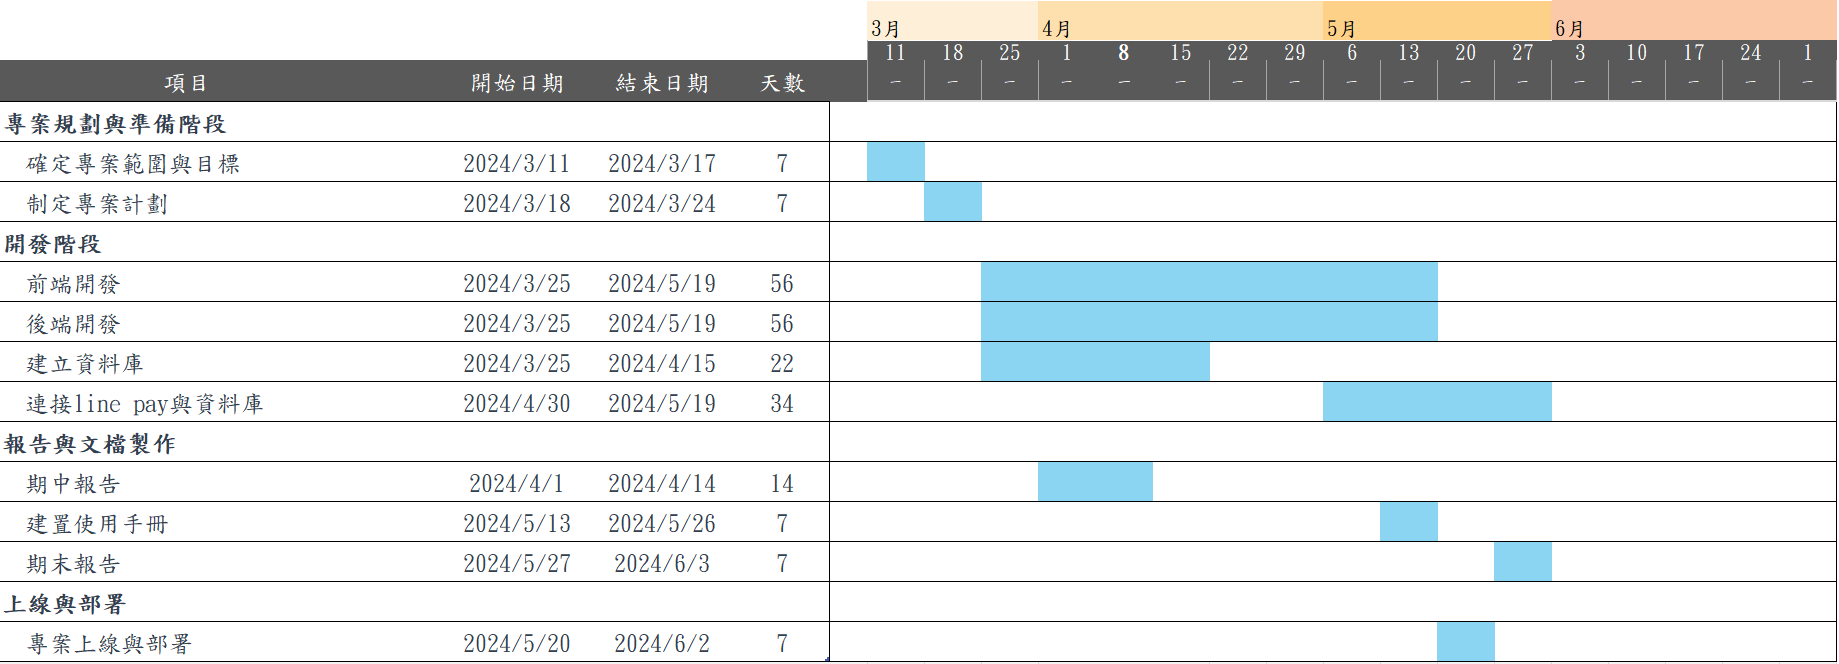 3月 4月 5月 6月
11 18 25 1 8 15 22 29 6 13 20 27 3 10 17 24 1
項目 開始日期 結束日期 天數 – – – – – – – – – – – – – – – – –
專案規劃與準備階段
確定專案範圍與目標 2024/3/11 2024/3/17 7
制定專案計劃 2024/3/18 2024/3/24 7
開發階段
前端開發 2024/3/25 2024/5/19 56
後端開發 2024/3/25 2024/5/19 56
建立資料庫 2024/3/25 2024/4/15 22
連接line pay與資料庫 2024/4/30 2024/5/19 34
報告與文檔製作
期中報告 2024/4/1 2024/4/14 14
建置使用手冊 2024/5/13 2024/5/26 7
期末報告 2024/5/27 2024/6/3 7
上線與部署
專案上線與部署 2024/5/20 2024/6/2 7